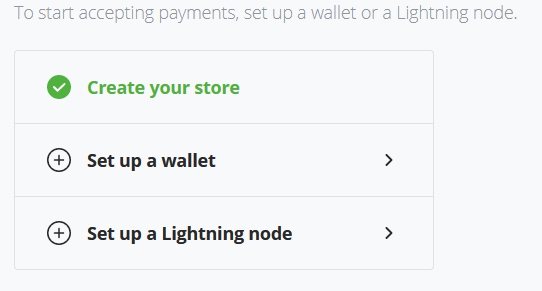 To start accepting payments, set up a wallet or a Lightning node.
Create your store
Set up a wallet
Set up a Lightning node